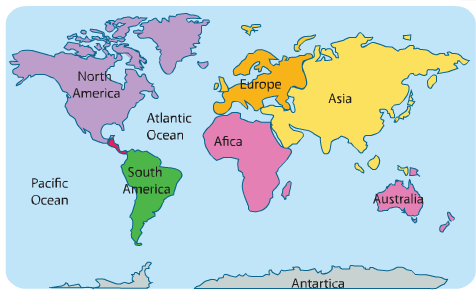 North
America
Europe
Asia
Atlantic
Ocean
Afica
South
America
Pacific
Ocean
Australia
Antartica